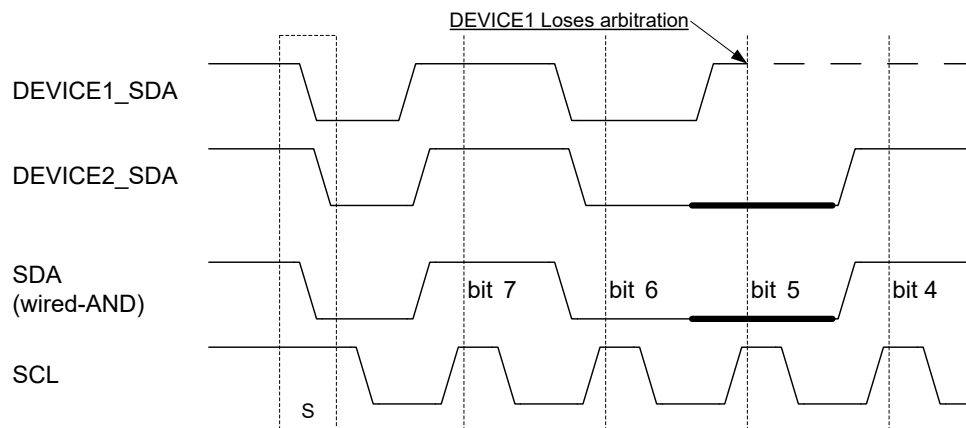 DEVICE1 Loses arbitration
DEVICE1_SDA
DEVICE2_SDA
SDA
(wired-AND)
bit 7 bit 6 bit 5 bit 4
SCL
S